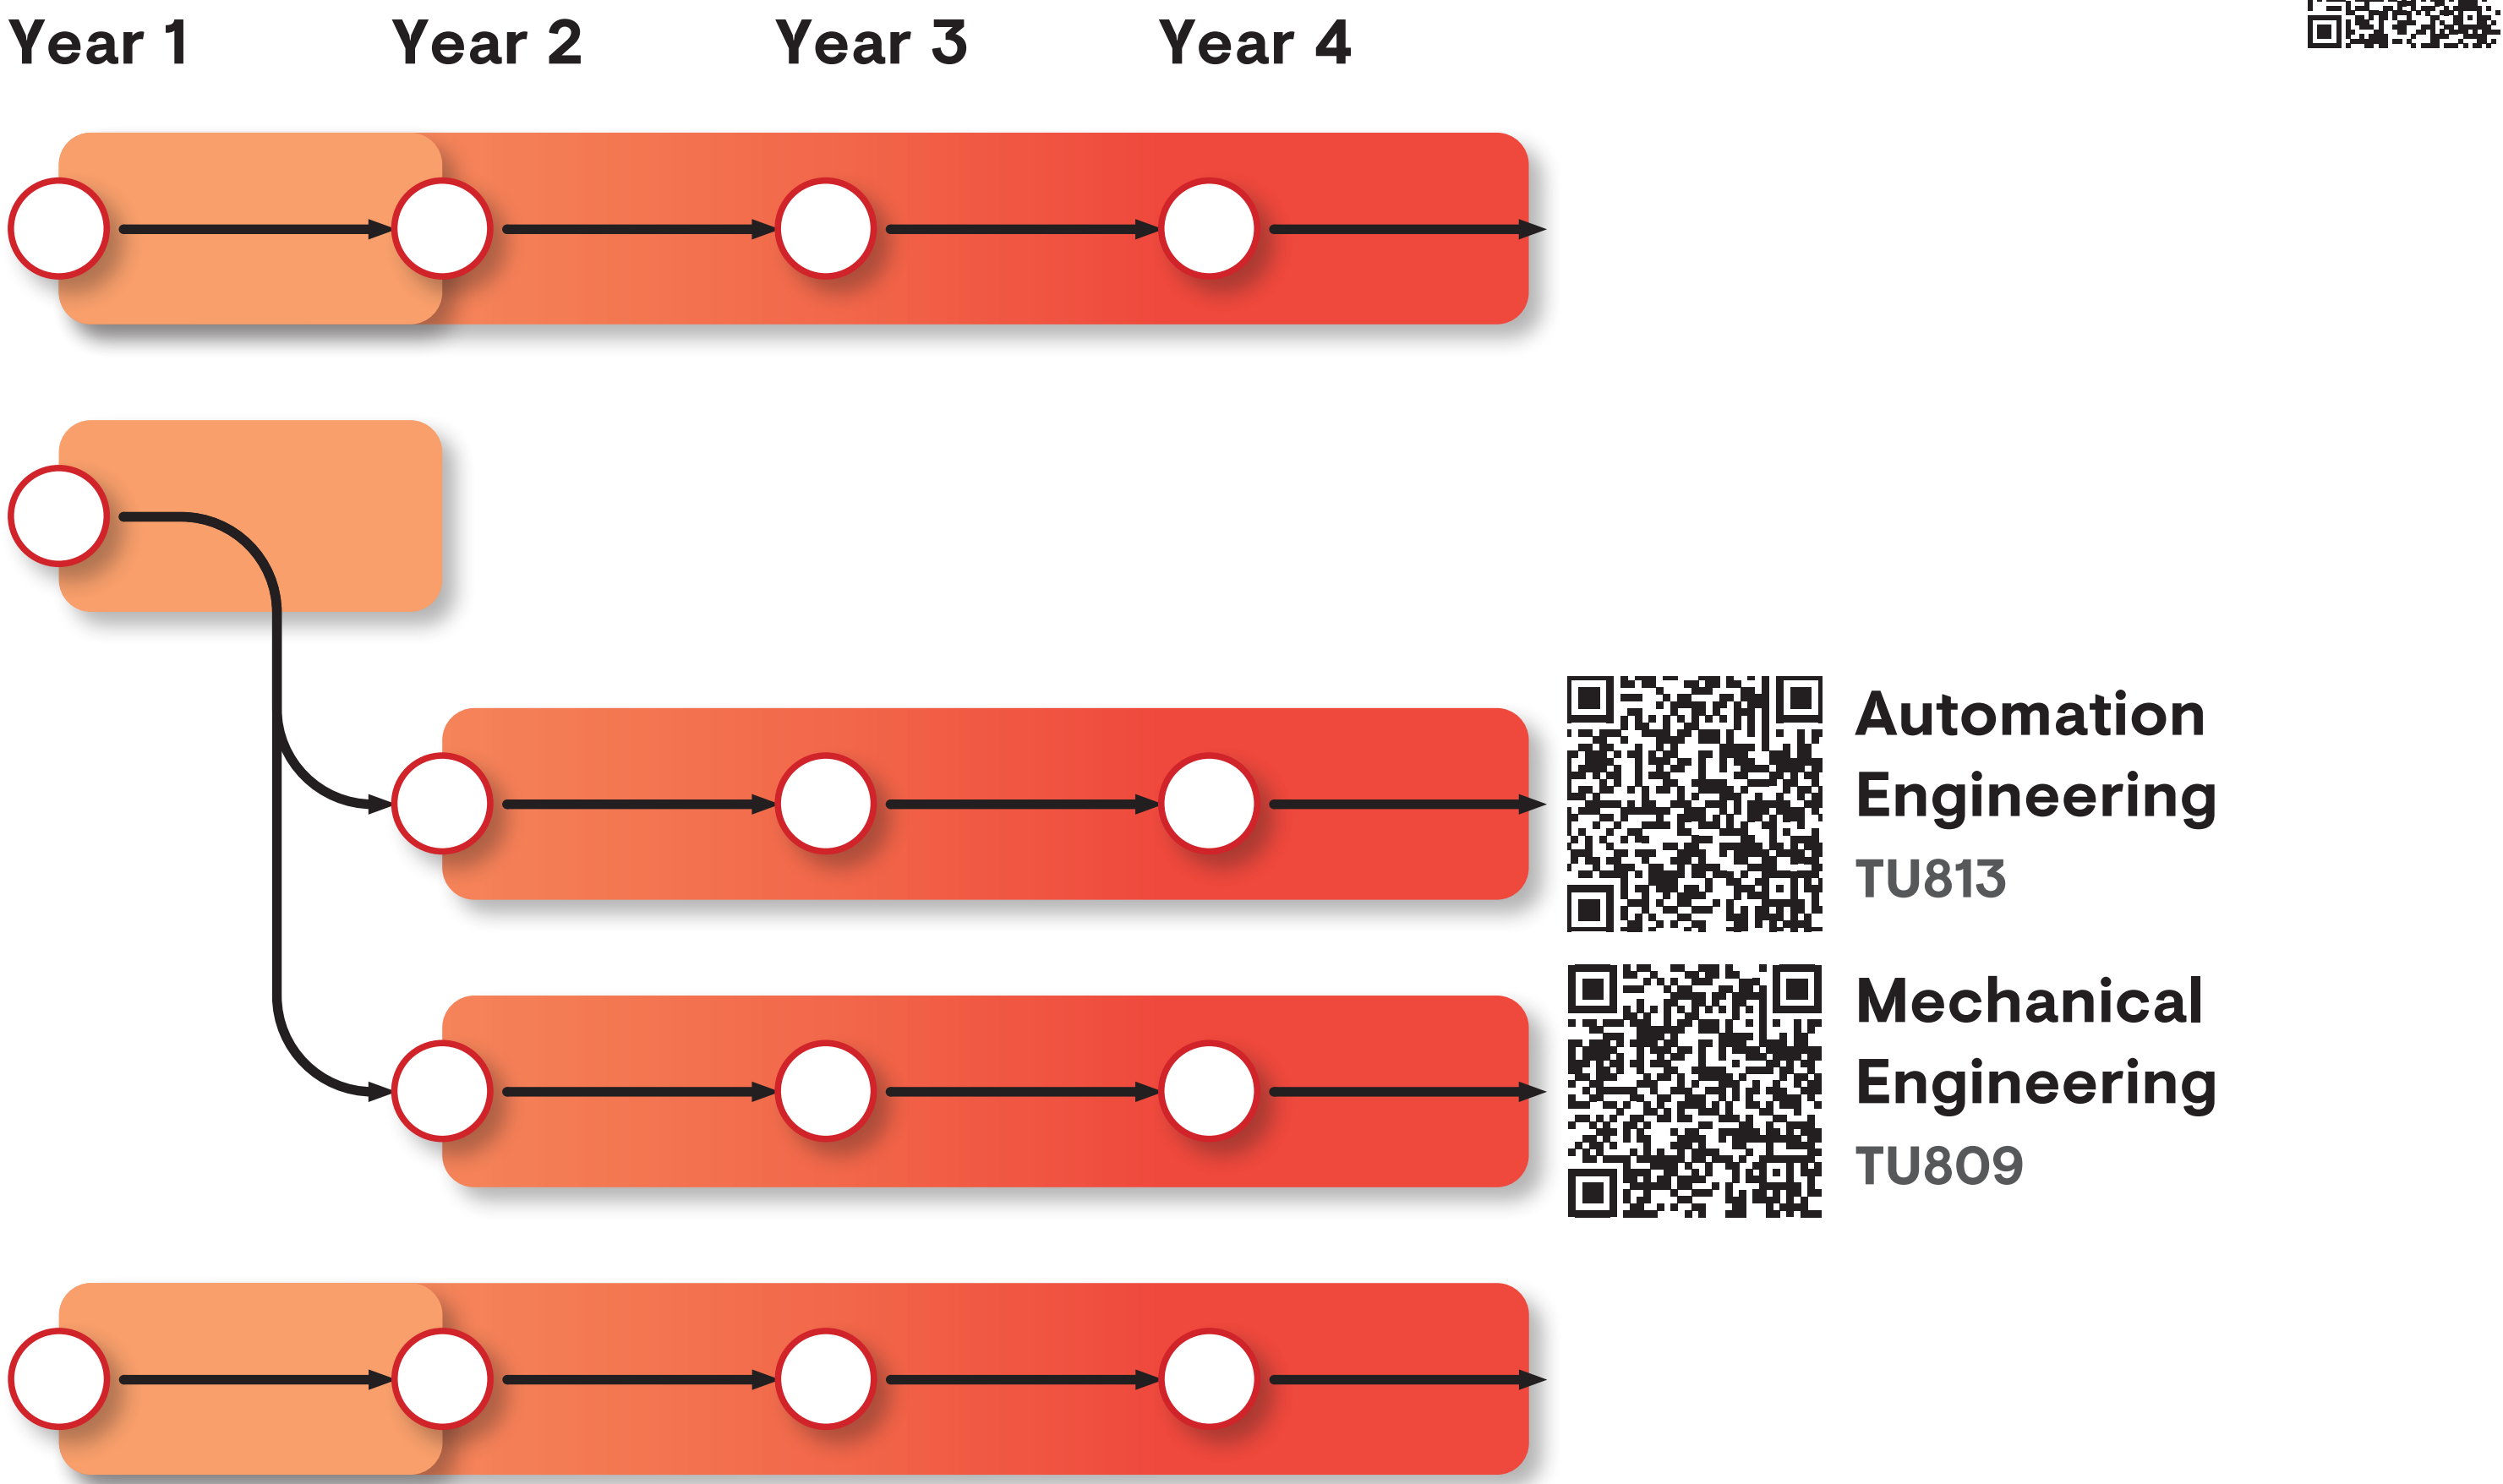 Year 1 Year 2 Year 3 Year 4
Automation
Engineering
TU813
Mechanical
Engineering
TU809